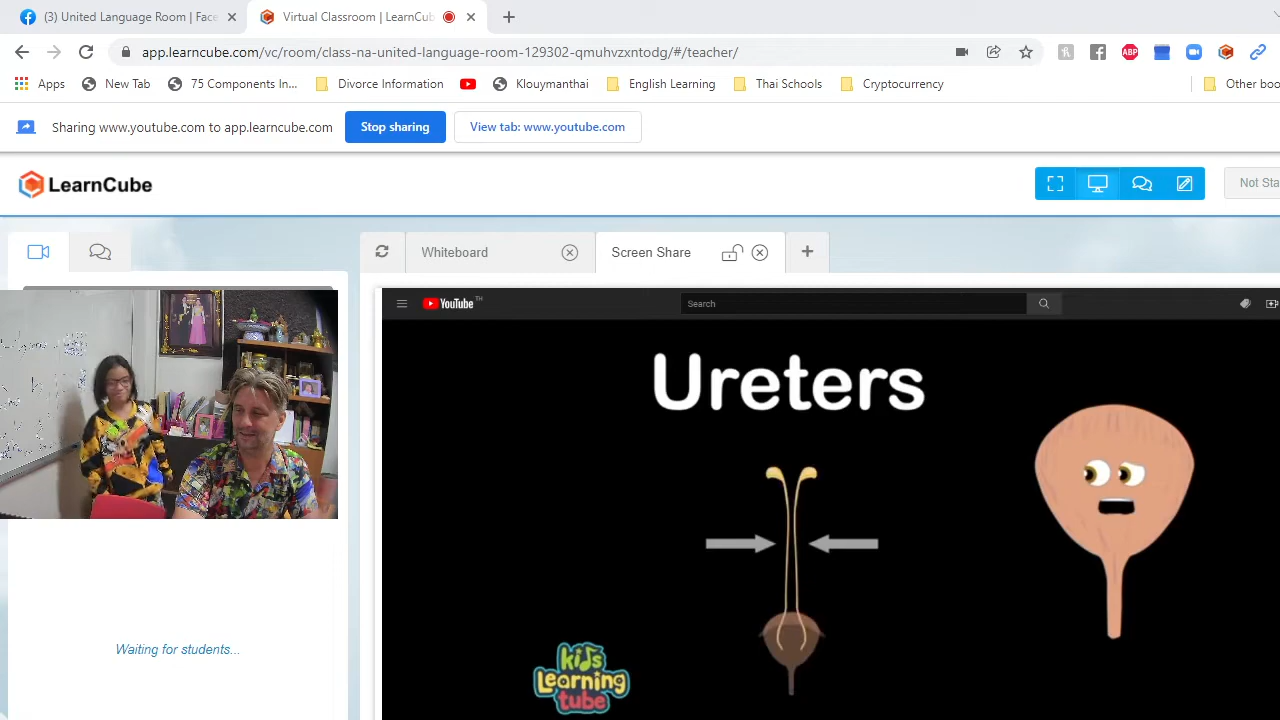 (3) United Language Room | Face
Virtual Classroom | LearnCube
app.learncube.com/vc/room/class-na-united-language-room-129302-qmuhvzxntodg/#/teacher/
ABP
Apps
New Tab
75 Components In...
Divorce Information
Klouymanthai
English Learning
Thai Schools
Cryptocurrency
Other boo
Sharing www.youtube.com to app.learncube.com
Stop sharing
View tab: www.youtube.com
LearnCube
Not Sta
Whiteboard
Screen Share
YouTube TH
Search
Ureters
kids
Learning
tube
Waiting for students...